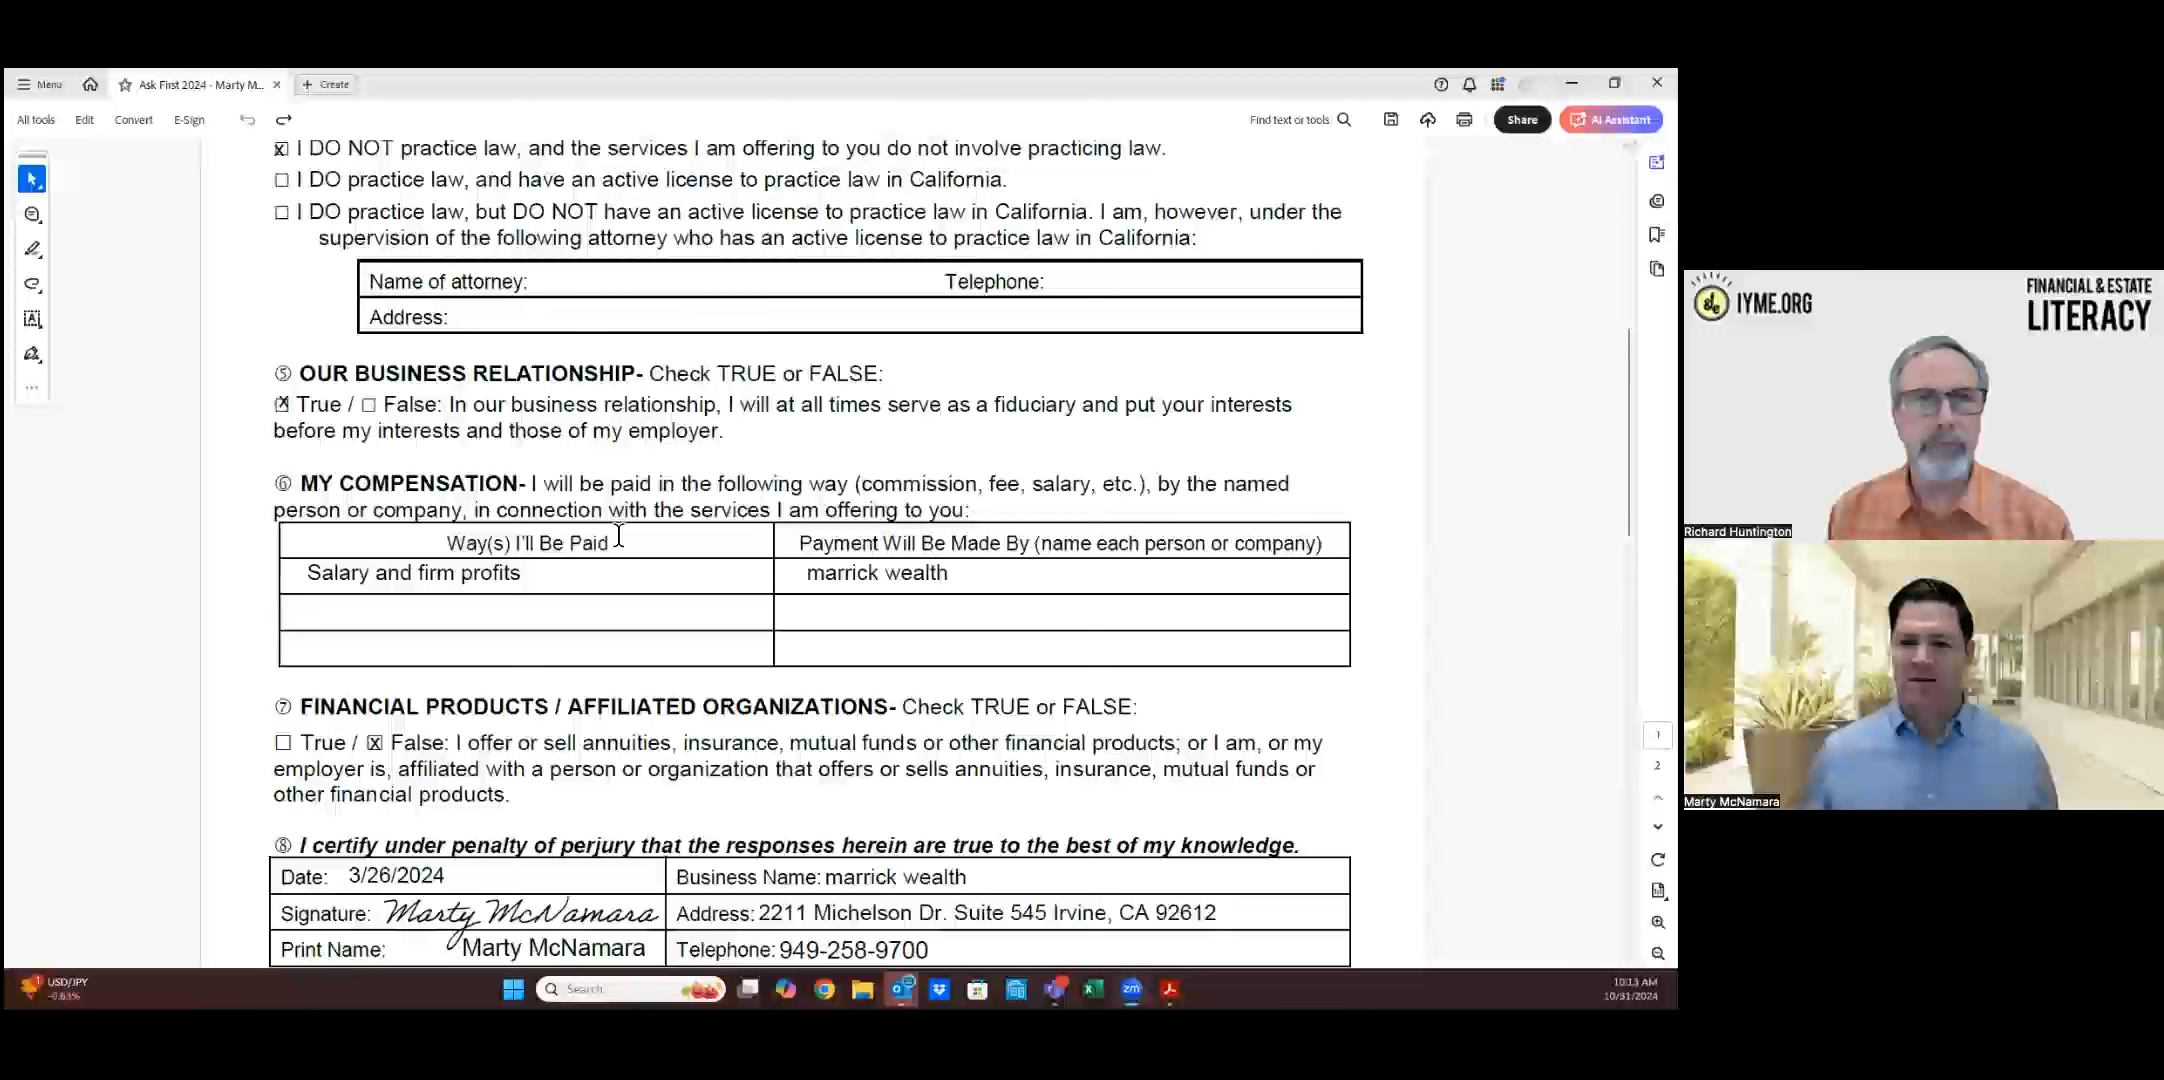 Menu
Ask First 2024 - Marty M...
Create
All tools
Edit
Convert
E-Sign
Find text or tools
Share
AI Assistant
☒ I DO NOT practice law, and the services I am offering to you do not involve practicing law.
☐ I DO practice law, and have an active license to practice law in California.
☐ I DO practice law, but DO NOT have an active license to practice law in California. I am, however, under the
supervision of the following attorney who has an active license to practice law in California:
Name of attorney: Telephone:
Address:
⑤ OUR BUSINESS RELATIONSHIP- Check TRUE or FALSE:
☒ True / ☐ False: In our business relationship, I will at all times serve as a fiduciary and put your interests
before my interests and those of my employer.
⑥ MY COMPENSATION- I will be paid in the following way (commission, fee, salary, etc.), by the named
person or company, in connection with the services I am offering to you:
Way(s) I'll Be Paid
Payment Will Be Made By (name each person or company)
Salary and firm profits
marrick wealth
⑦ FINANCIAL PRODUCTS / AFFILIATED ORGANIZATIONS- Check TRUE or FALSE:
☐ True / ☒ False: I offer or sell annuities, insurance, mutual funds or other financial products; or I am, or my
employer is, affiliated with a person or organization that offers or sells annuities, insurance, mutual funds or
other financial products.
⑧ I certify under penalty of perjury that the responses herein are true to the best of my knowledge.
Date: 3/26/2024
Business Name: marrick wealth
Signature: Marty McNamara
Address: 2211 Michelson Dr. Suite 545 Irvine, CA 92612
Print Name: Marty McNamara
Telephone: 949-258-9700
1
2
USD/JPY
-0.63%
Search
10:13 AM
10/31/2024
IYME.ORG
FINANCIAL & ESTATE
LITERACY
Richard Huntington
Marty McNamara